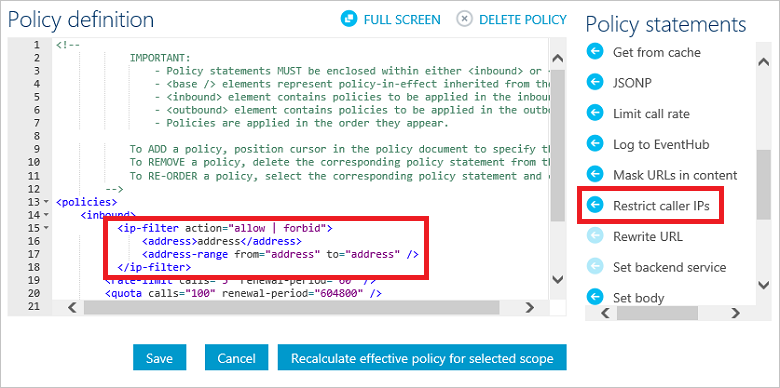 Policy definition
FULL SCREEN
DELETE POLICY
1 <!--
2 IMPORTANT:
3 - Policy statements MUST be enclosed within either <inbound> or
4 - <base /> elements represent policy-in-effect inherited from the
5 - <inbound> element contains policies to be applied in the inbour
6 - <outbound> element contains policies to be applied in the outbo
7 - Policies are applied in the order they appear.
8
9 To ADD a policy, position cursor in the policy document to specify th
10 To REMOVE a policy, delete the corresponding policy statement from th
11 To RE-ORDER a policy, select the corresponding policy statement and
12 -->
13 <policies>
14 <inbound>
15 <ip-filter action="allow | forbid">
16 <address>address</address>
17 <address-range from="address" to="address" />
18 </ip-filter>
19 <rate-limit calls="5" renewal-period="60" />
20 <quota calls="100" renewal-period="604800" />
21
Save
Cancel
Recalculate effective policy for selected scope
Policy statements
Get from cache
JSONP
Limit call rate
Log to EventHub
Mask URLs in content
Restrict caller IPs
Rewrite URL
Set backend service
Set body